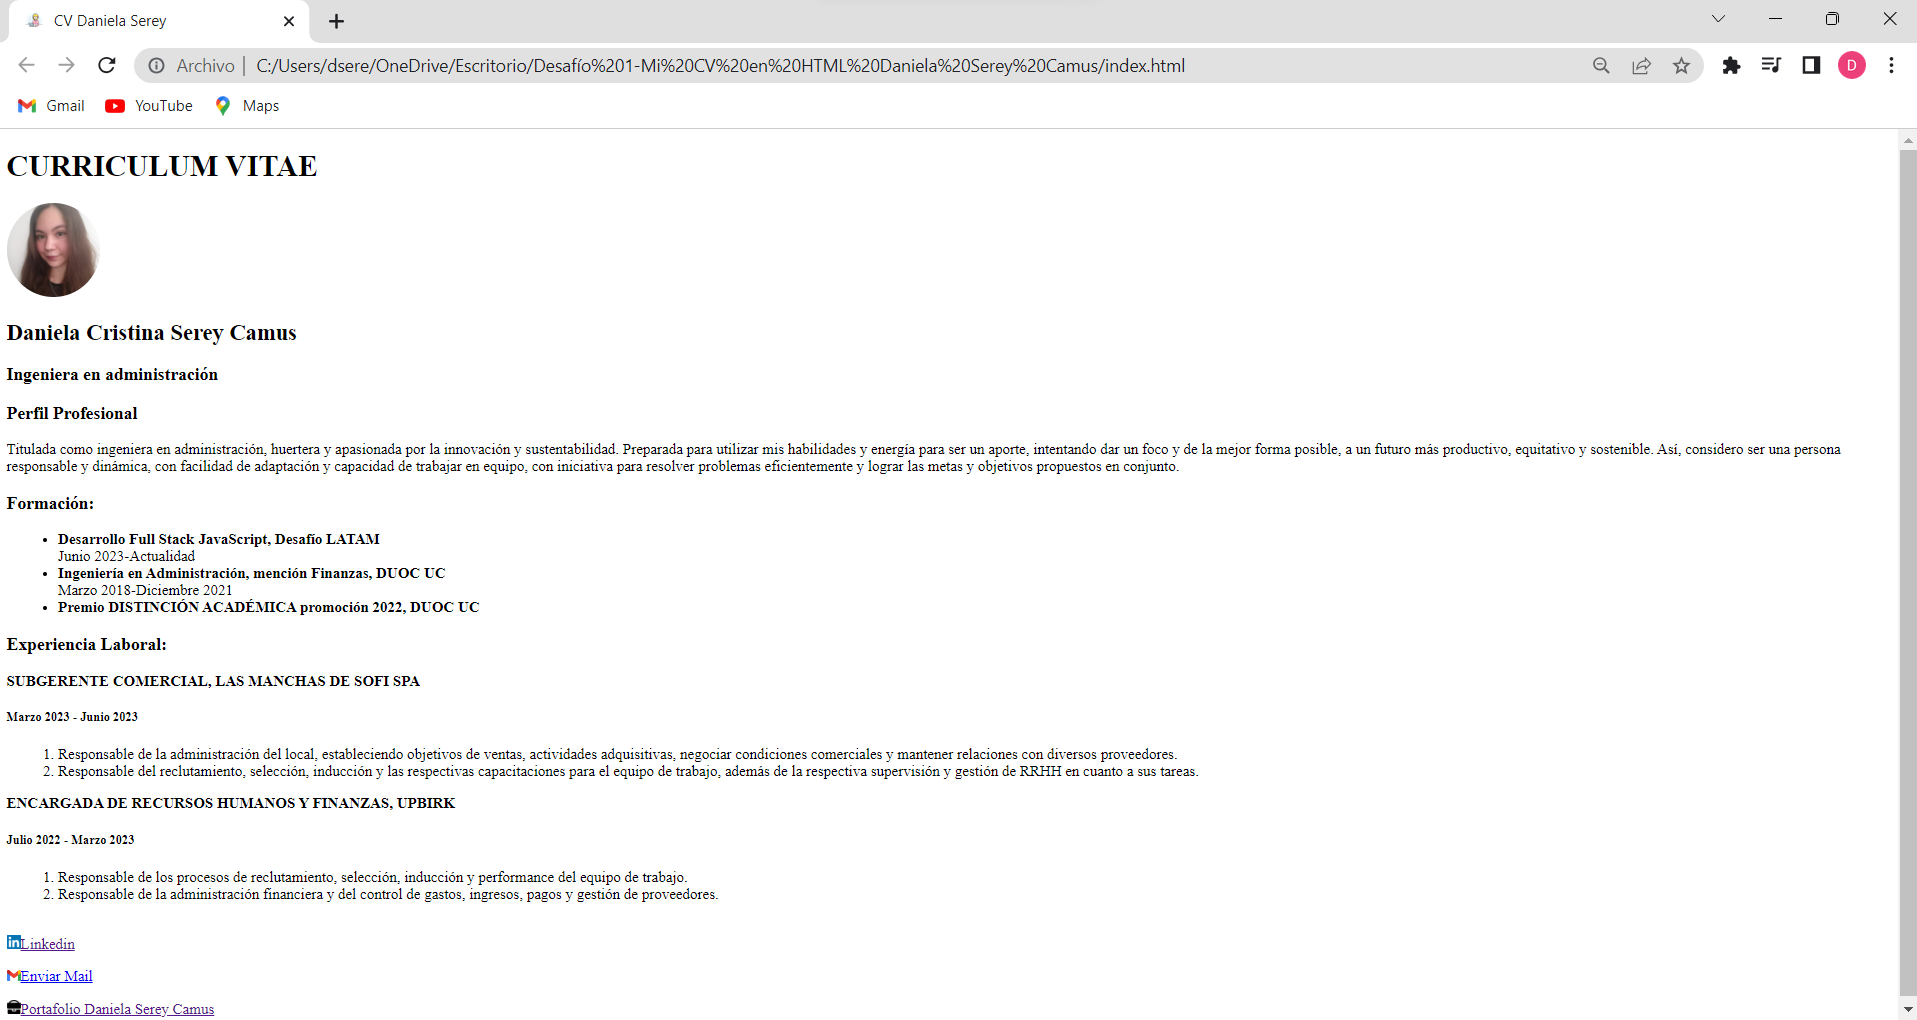 CV Daniela Serey
Archivo | C:/Users/dsere/OneDrive/Escritorio/Desafío%201-Mi%20CV%20en%20HTML%20Daniela%20Serey%20Camus/index.html
D
Gmail YouTube Maps
CURRICULUM VITAE
Daniela Cristina Serey Camus
Ingeniera en administración
Perfil Profesional
Titulada como ingeniera en administración, huertera y apasionada por la innovación y sustentabilidad. Preparada para utilizar mis habilidades y energía para ser un aporte, intentando dar un foco y de la mejor forma posible, a un futuro más productivo, equitativo y sostenible. Así, considero ser una persona
responsable y dinámica, con facilidad de adaptación y capacidad de trabajar en equipo, con iniciativa para resolver problemas eficientemente y lograr las metas y objetivos propuestos en conjunto.
Formación:
• Desarrollo Full Stack JavaScript, Desafío LATAM
Junio 2023-Actualidad
• Ingeniería en Administración, mención Finanzas, DUOC UC
Marzo 2018-Diciembre 2021
• Premio DISTINCIÓN ACADÉMICA promoción 2022, DUOC UC
Experiencia Laboral:
SUBGERENTE COMERCIAL, LAS MANCHAS DE SOFI SPA
Marzo 2023 - Junio 2023
1. Responsable de la administración del local, estableciendo objetivos de ventas, actividades adquisitivas, negociar condiciones comerciales y mantener relaciones con diversos proveedores.
2. Responsable del reclutamiento, selección, inducción y las respectivas capacitaciones para el equipo de trabajo, además de la respectiva supervisión y gestión de RRHH en cuanto a sus tareas.
ENCARGADA DE RECURSOS HUMANOS Y FINANZAS, UPBIRK
Julio 2022 - Marzo 2023
1. Responsable de los procesos de reclutamiento, selección, inducción y performance del equipo de trabajo.
2. Responsable de la administración financiera y del control de gastos, ingresos, pagos y gestión de proveedores.
Linkedin
Enviar Mail
Portafolio Daniela Serey Camus